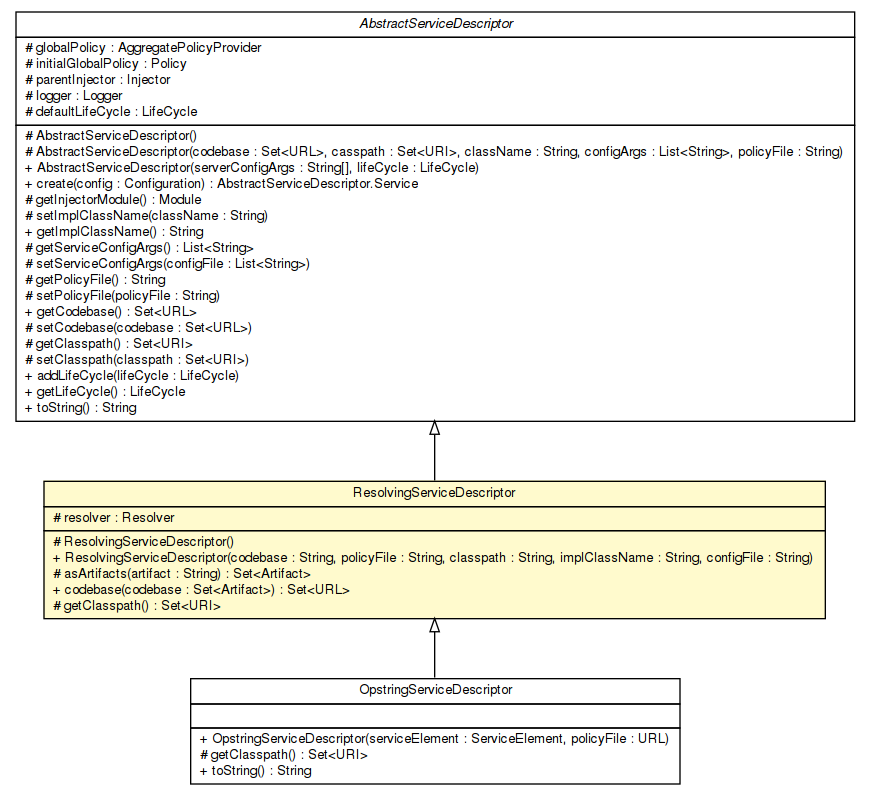 AbstractServiceDescriptor
# globalPolicy : AggregatePolicyProvider
# initialGlobalPolicy : Policy
# parentInjector : Injector
# logger : Logger
# defaultLifeCycle : LifeCycle
# AbstractServiceDescriptor()
# AbstractServiceDescriptor(codebase : Set<URL>, casspath : Set<URI>, className : String, configArgs : List<String>, policyFile : String)
+ AbstractServiceDescriptor(serverConfigArgs : String[], lifeCycle : LifeCycle)
+ create(config : Configuration) : AbstractServiceDescriptor.Service
# getInjectorModule() : Module
# setImplClassName(className : String)
+ getImplClassName() : String
# getServiceConfigArgs() : List<String>
# setServiceConfigArgs(configFile : List<String>)
# getPolicyFile() : String
# setPolicyFile(policyFile : String)
+ getCodebase() : Set<URL>
# setCodebase(codebase : Set<URL>)
# getClasspath() : Set<URI>
# setClasspath(classpath : Set<URI>)
+ addLifeCycle(lifeCycle : LifeCycle)
+ getLifeCycle() : LifeCycle
+ toString() : String
ResolvingServiceDescriptor
# resolver : Resolver
# ResolvingServiceDescriptor()
+ ResolvingServiceDescriptor(codebase : String, policyFile : String, classpath : String, implClassName : String, configFile : String)
# asArtifacts(artifact : String) : Set<Artifact>
+ codebase(codebase : Set<Artifact>) : Set<URL>
# getClasspath() : Set<URI>
OpstringServiceDescriptor
+ OpstringServiceDescriptor(serviceElement : ServiceElement, policyFile : URL)
# getClasspath() : Set<URI>
+ toString() : String